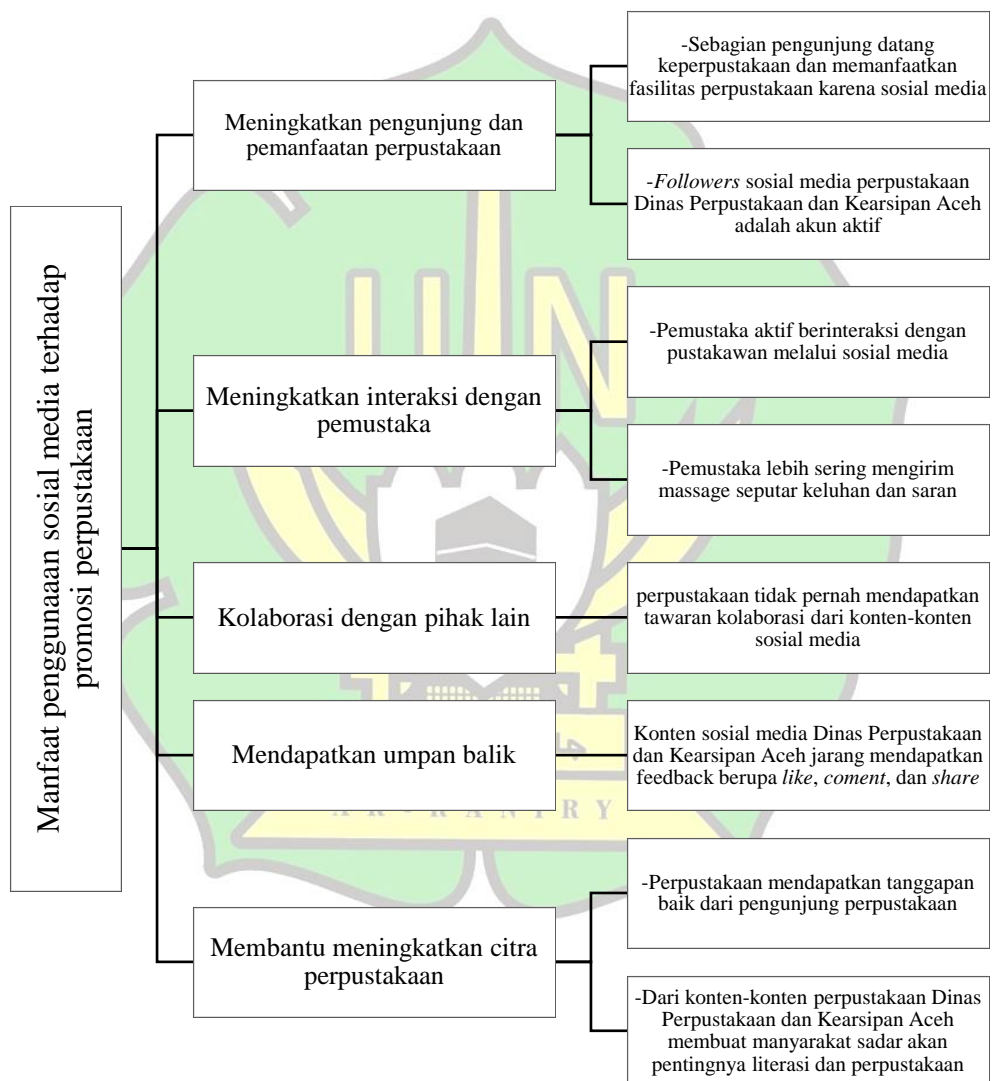 Manfaat penggunaaan sosial media terhadap
promosi perpustakaan
Meningkatkan pengunjung dan
pemanfaatan perpustakaan
-Sebagian pengunjung datang
keperpustakaan dan memanfaatkan
fasilitas perpustakaan karena sosial media
-Followers sosial media perpustakaan
Dinas Perpustakaan dan Kearsipan Aceh
adalah akun aktif
Meningkatkan interaksi dengan
pemustaka
-Pemustaka aktif berinteraksi dengan
pustakawan melalui sosial media
-Pemustaka lebih sering mengirim
massage seputar keluhan dan saran
Kolaborasi dengan pihak lain
perpustakaan tidak pernah mendapatkan
tawaran kolaborasi dari konten-konten
sosial media
Mendapatkan umpan balik
Konten sosial media Dinas Perpustakaan
dan Kearsipan Aceh jarang mendapatkan
feedback berupa like, coment, dan share
Membantu meningkatkan citra
perpustakaan
-Perpustakaan mendapatkan tanggapan
baik dari pengunjung perpustakaan
-Dari konten-konten perpustakaan Dinas
Perpustakaan dan Kearsipan Aceh
membuat manyarakat sadar akan
pentingnya literasi dan perpustakaan